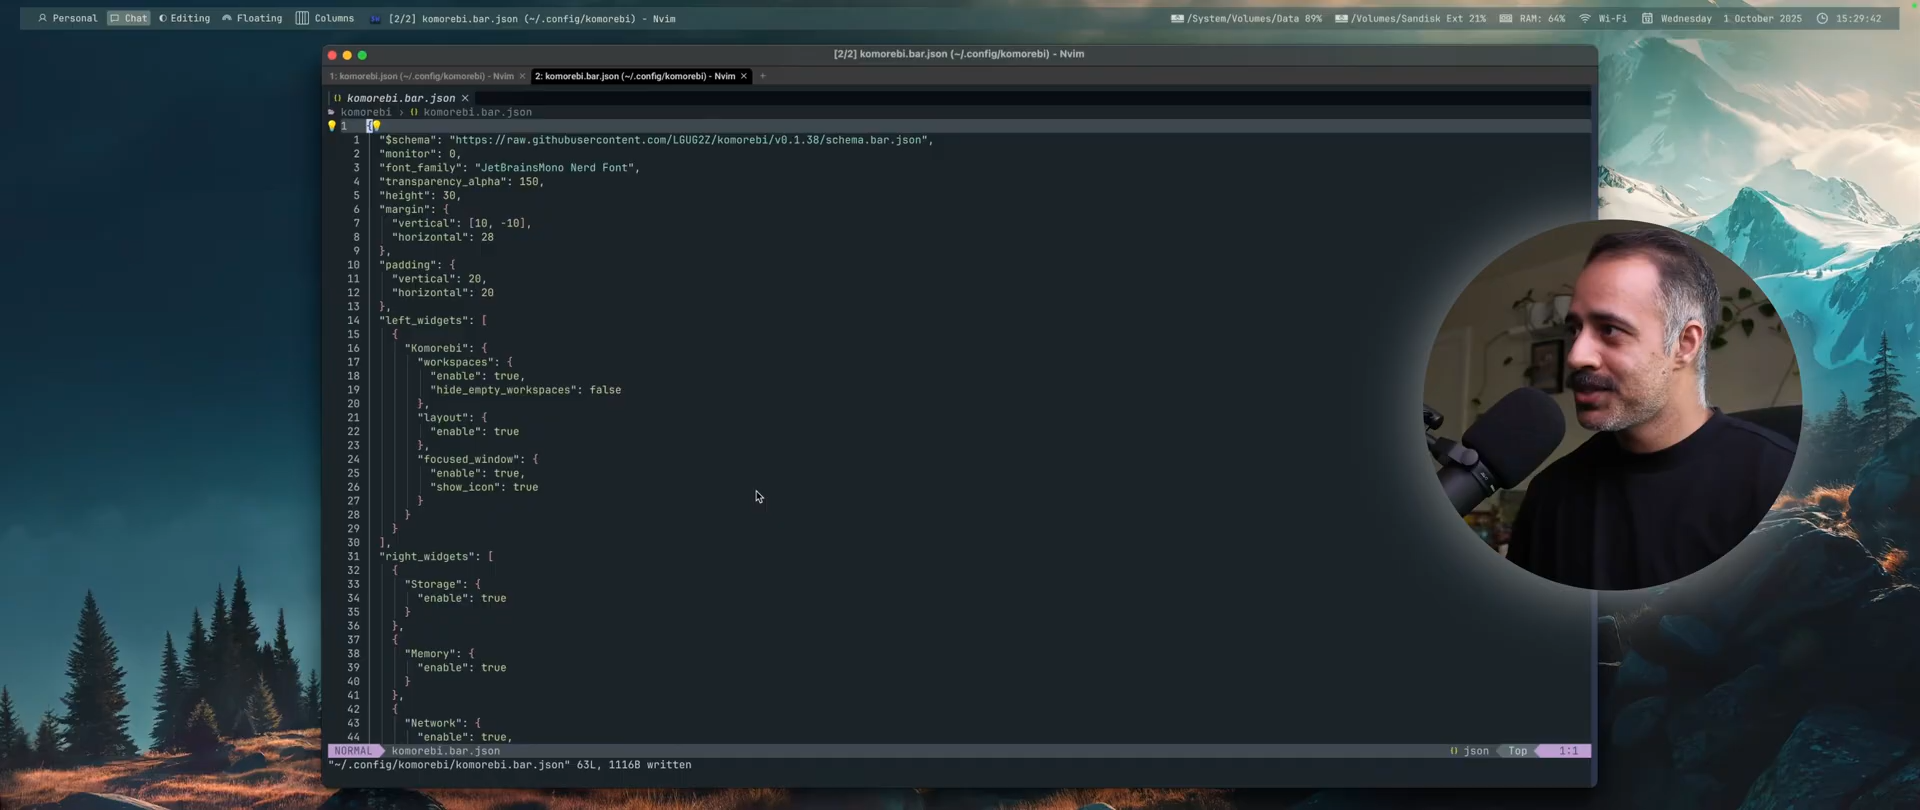 Personal Chat Editing Floating Columns [2/2] komorebi.bar.json (~/.config/komorebi) - Nvim /System/Volumes/Data 89% /Volumes/Sandisk Ext 21% RAM: 64% Wi-Fi Wednesday 1 October 2025 15:29:42
[2/2] komorebi.bar.json (~/.config/komorebi) - Nvim
1: komorebi.json (~/.config/komorebi) - Nvim × 2: komorebi.bar.json (~/.config/komorebi) - Nvim × +
{} komorebi.bar.json ×
komorebi > {} komorebi.bar.json
1 {
1 "$schema": "https://raw.githubusercontent.com/LGUG2Z/komorebi/v0.1.38/schema.bar.json",
2 "monitor": 0,
3 "font_family": "JetBrainsMono Nerd Font",
4 "transparency_alpha": 150,
5 "height": 30,
6 "margin": {
7 "vertical": [10, -10],
8 "horizontal": 28
9 },
10 "padding": {
11 "vertical": 20,
12 "horizontal": 20
13 },
14 "left_widgets": [
15 {
16 "Komorebi": {
17 "workspaces": {
18 "enable": true,
19 "hide_empty_workspaces": false
20 },
21 "layout": {
22 "enable": true
23 },
24 "focused_window": {
25 "enable": true,
26 "show_icon": true
27 }
28 }
29 }
30 ],
31 "right_widgets": [
32 {
33 "Storage": {
34 "enable": true
35 }
36 },
37 {
38 "Memory": {
39 "enable": true
40 }
41 },
42 {
43 "Network": {
44 "enable": true,
NORMAL komorebi.bar.json {} json Top 1:1
"~/.config/komorebi/komorebi.bar.json" 63L, 1116B written